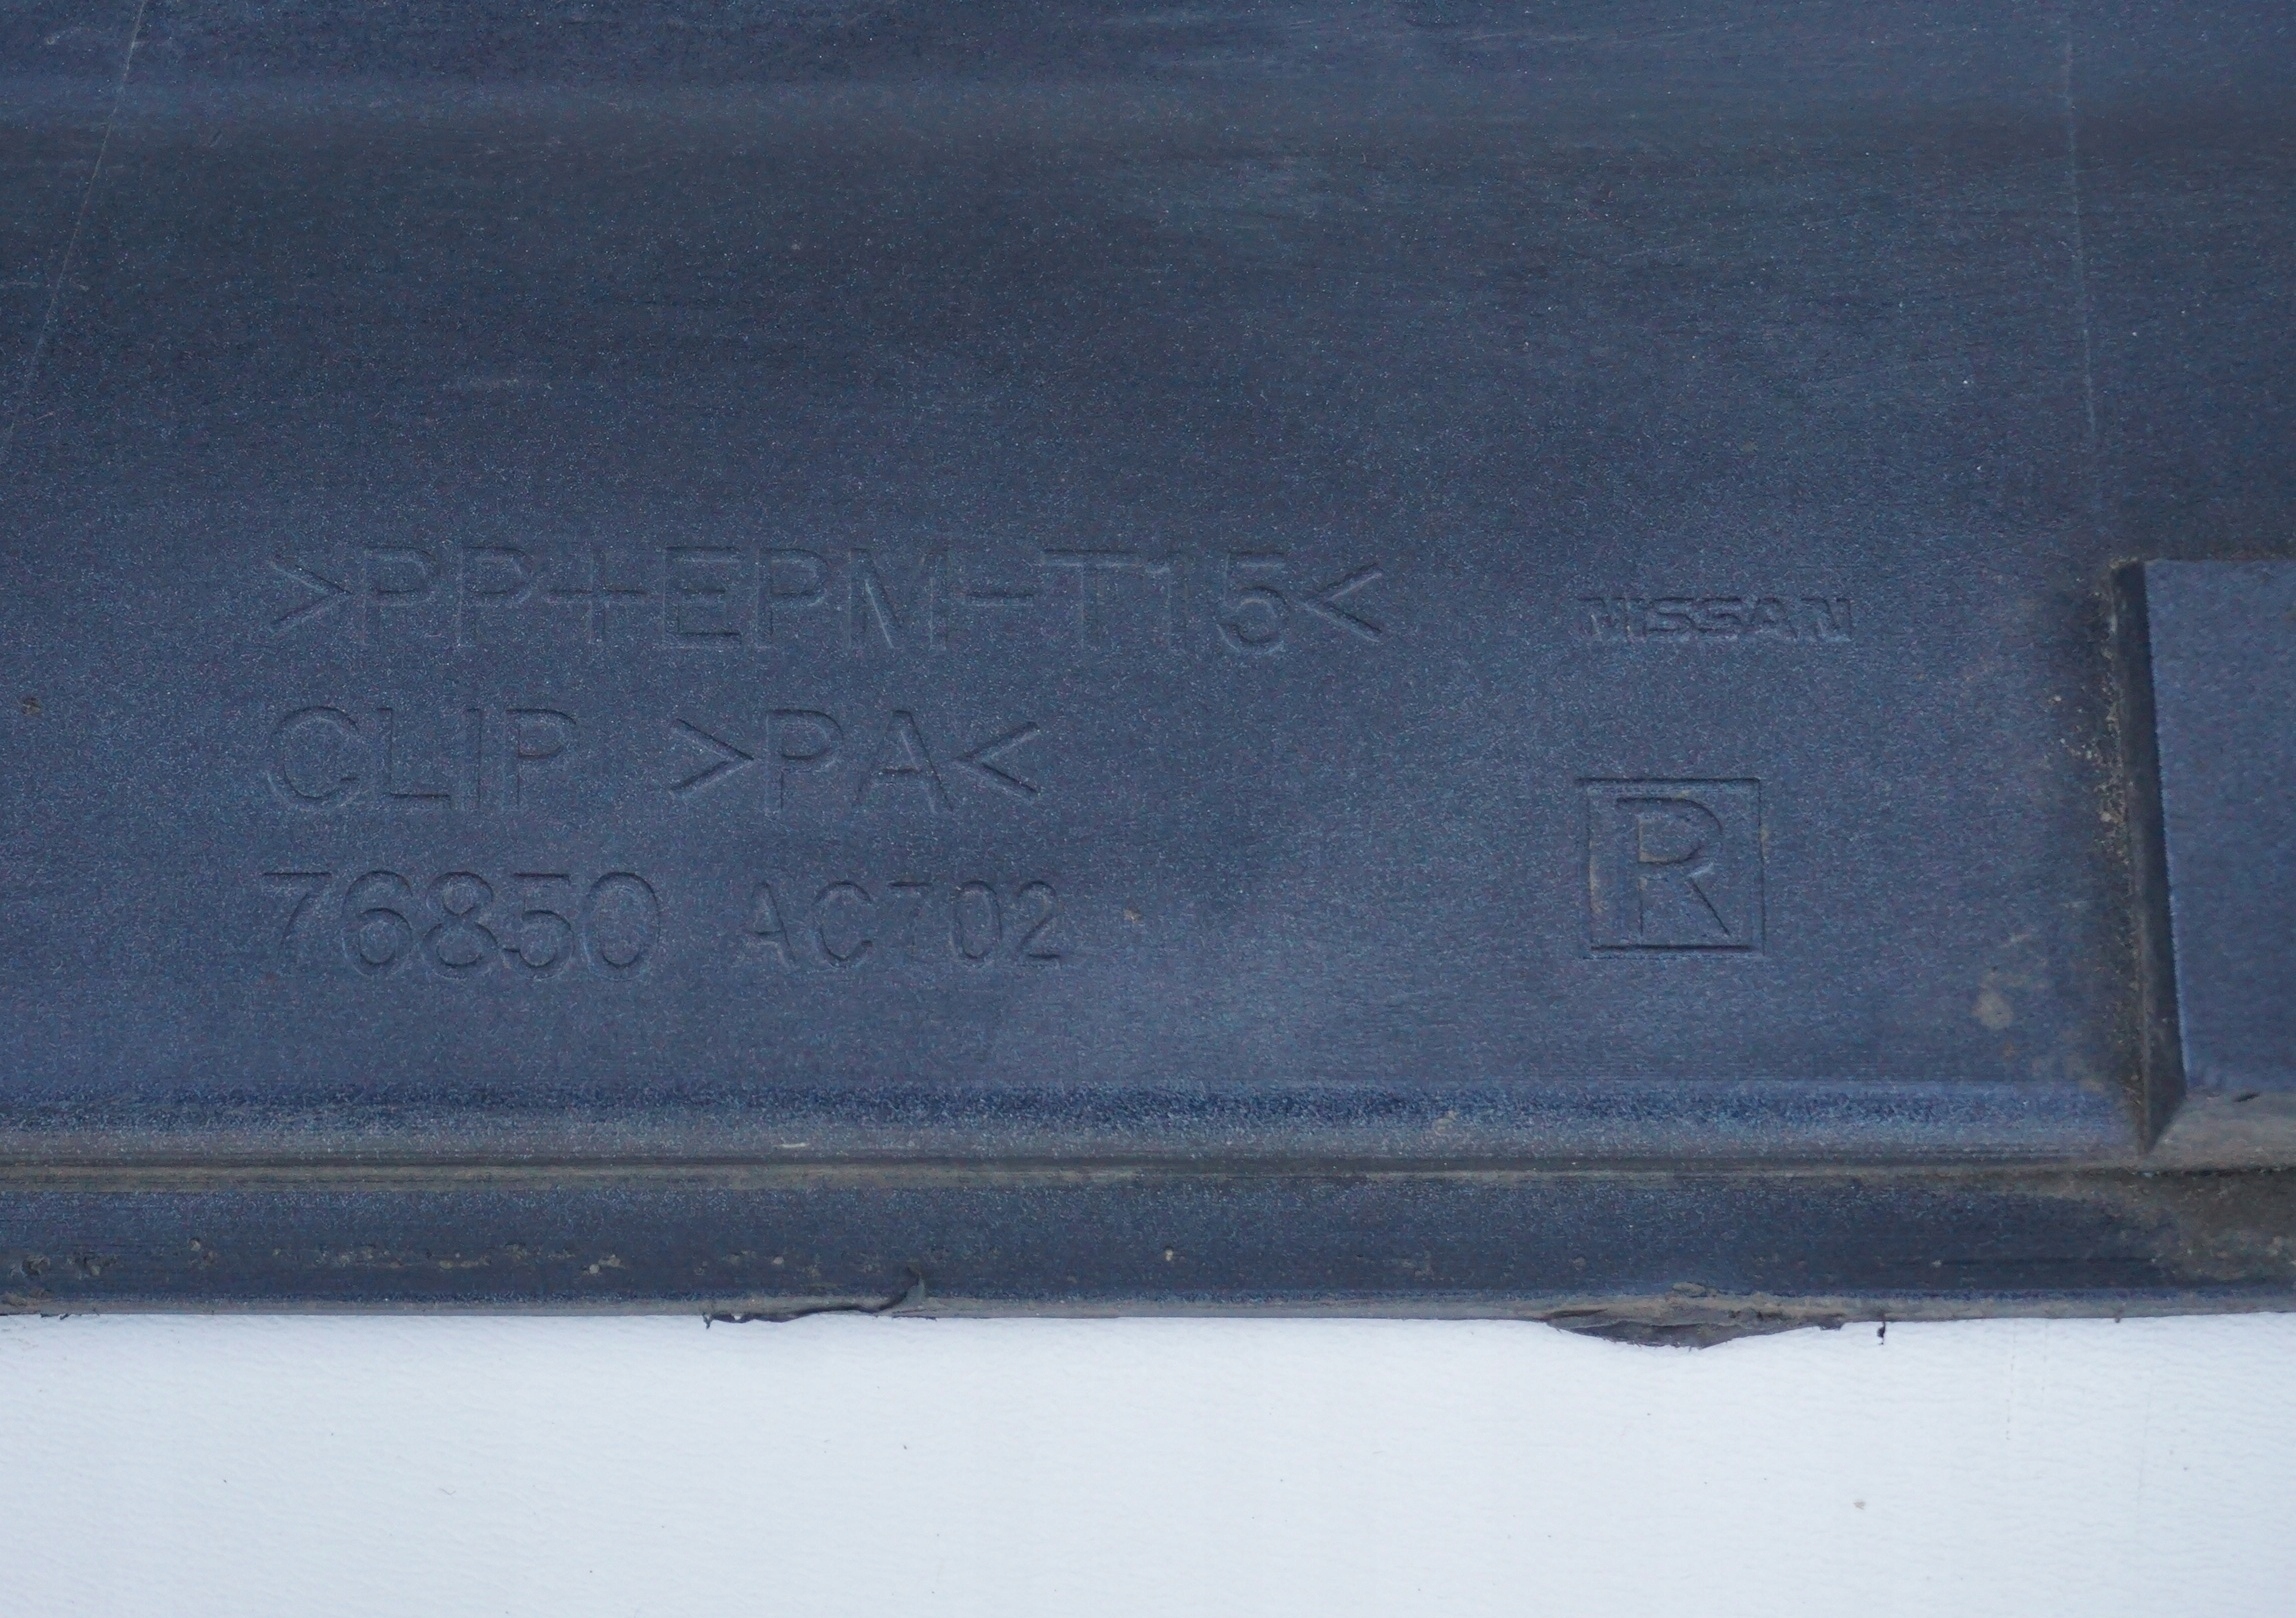 >PP+EPM-T15<
NISSAN
CLIP >PA<
R
76850 AC702